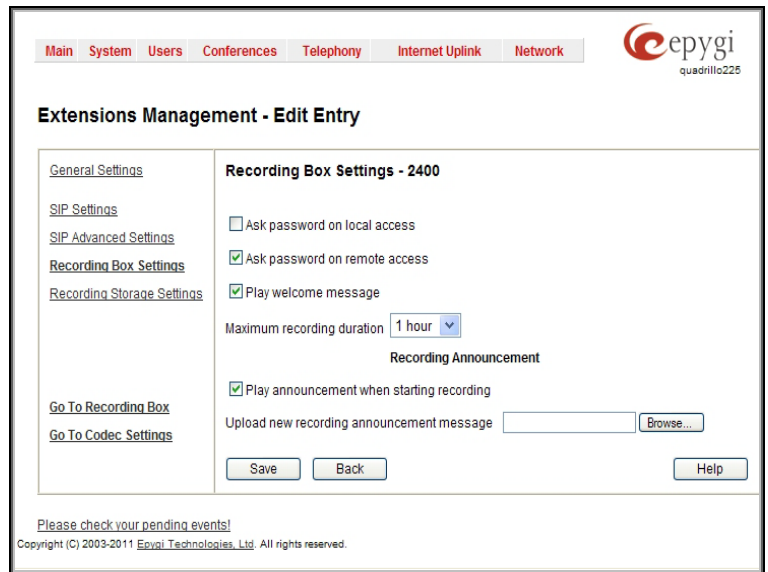 Main System Users Conferences Telephony Internet Uplink Network
epygi
quadrillo225
Extensions Management - Edit Entry
General Settings
SIP Settings
SIP Advanced Settings
Recording Box Settings
Recording Storage Settings
Go To Recording Box
Go To Codec Settings
Recording Box Settings - 2400
Ask password on local access
Ask password on remote access
Play welcome message
Maximum recording duration 1 hour
Recording Announcement
Play announcement when starting recording
Upload new recording announcement message Browse...
Save Back Help
Please check your pending events!
Copyright (C) 2003-2011 Epygi Technologies, Ltd. All rights reserved.